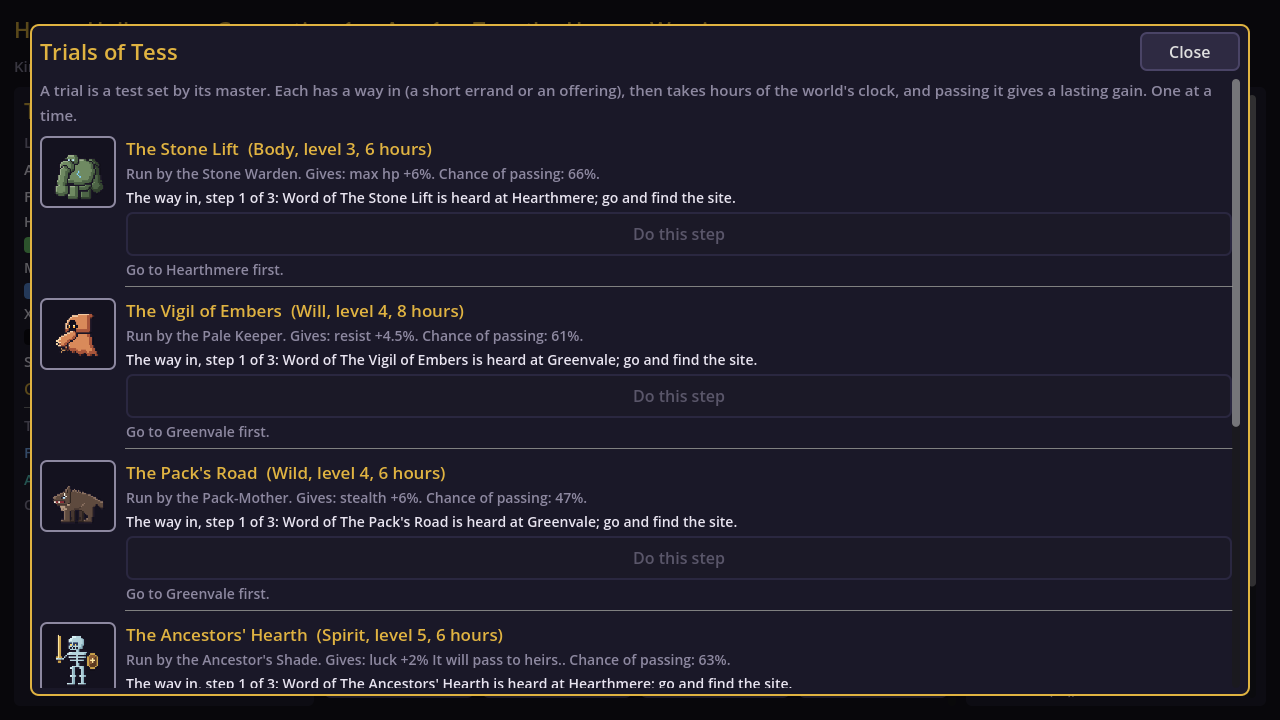 Trials of Tess
Close
A trial is a test set by its master. Each has a way in (a short errand or an offering), then takes hours of the world's clock, and passing it gives a lasting gain. One at a
time.
The Stone Lift (Body, level 3, 6 hours)
Run by the Stone Warden. Gives: max hp +6%. Chance of passing: 66%.
The way in, step 1 of 3: Word of The Stone Lift is heard at Hearthmere; go and find the site.
Do this step
Go to Hearthmere first.
The Vigil of Embers (Will, level 4, 8 hours)
Run by the Pale Keeper. Gives: resist +4.5%. Chance of passing: 61%.
The way in, step 1 of 3: Word of The Vigil of Embers is heard at Greenvale; go and find the site.
Do this step
Go to Greenvale first.
The Pack's Road (Wild, level 4, 6 hours)
Run by the Pack-Mother. Gives: stealth +6%. Chance of passing: 47%.
The way in, step 1 of 3: Word of The Pack's Road is heard at Greenvale; go and find the site.
Do this step
Go to Greenvale first.
The Ancestors' Hearth (Spirit, level 5, 6 hours)
Run by the Ancestor's Shade. Gives: luck +2% It will pass to heirs.. Chance of passing: 63%.
The way in, step 1 of 3: Word of The Ancestors' Hearth is heard at Hearthmere; go and find the site.